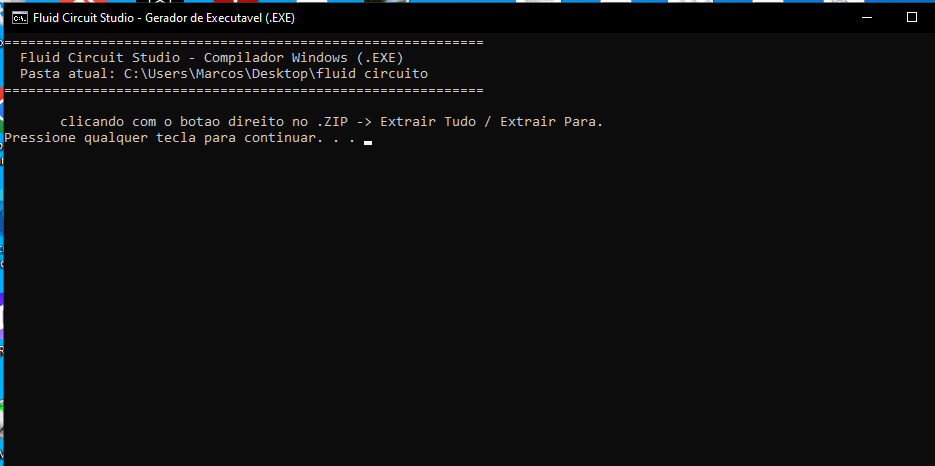 Fluid Circuit Studio - Gerador de Executavel (.EXE)
============================================================
Fluid Circuit Studio - Compilador Windows (.EXE)
Pasta atual: C:\Users\Marcos\Desktop\fluid circuito
============================================================
clicando com o botao direito no .ZIP -> Extrair Tudo / Extrair Para.
Pressione qualquer tecla para continuar. . .